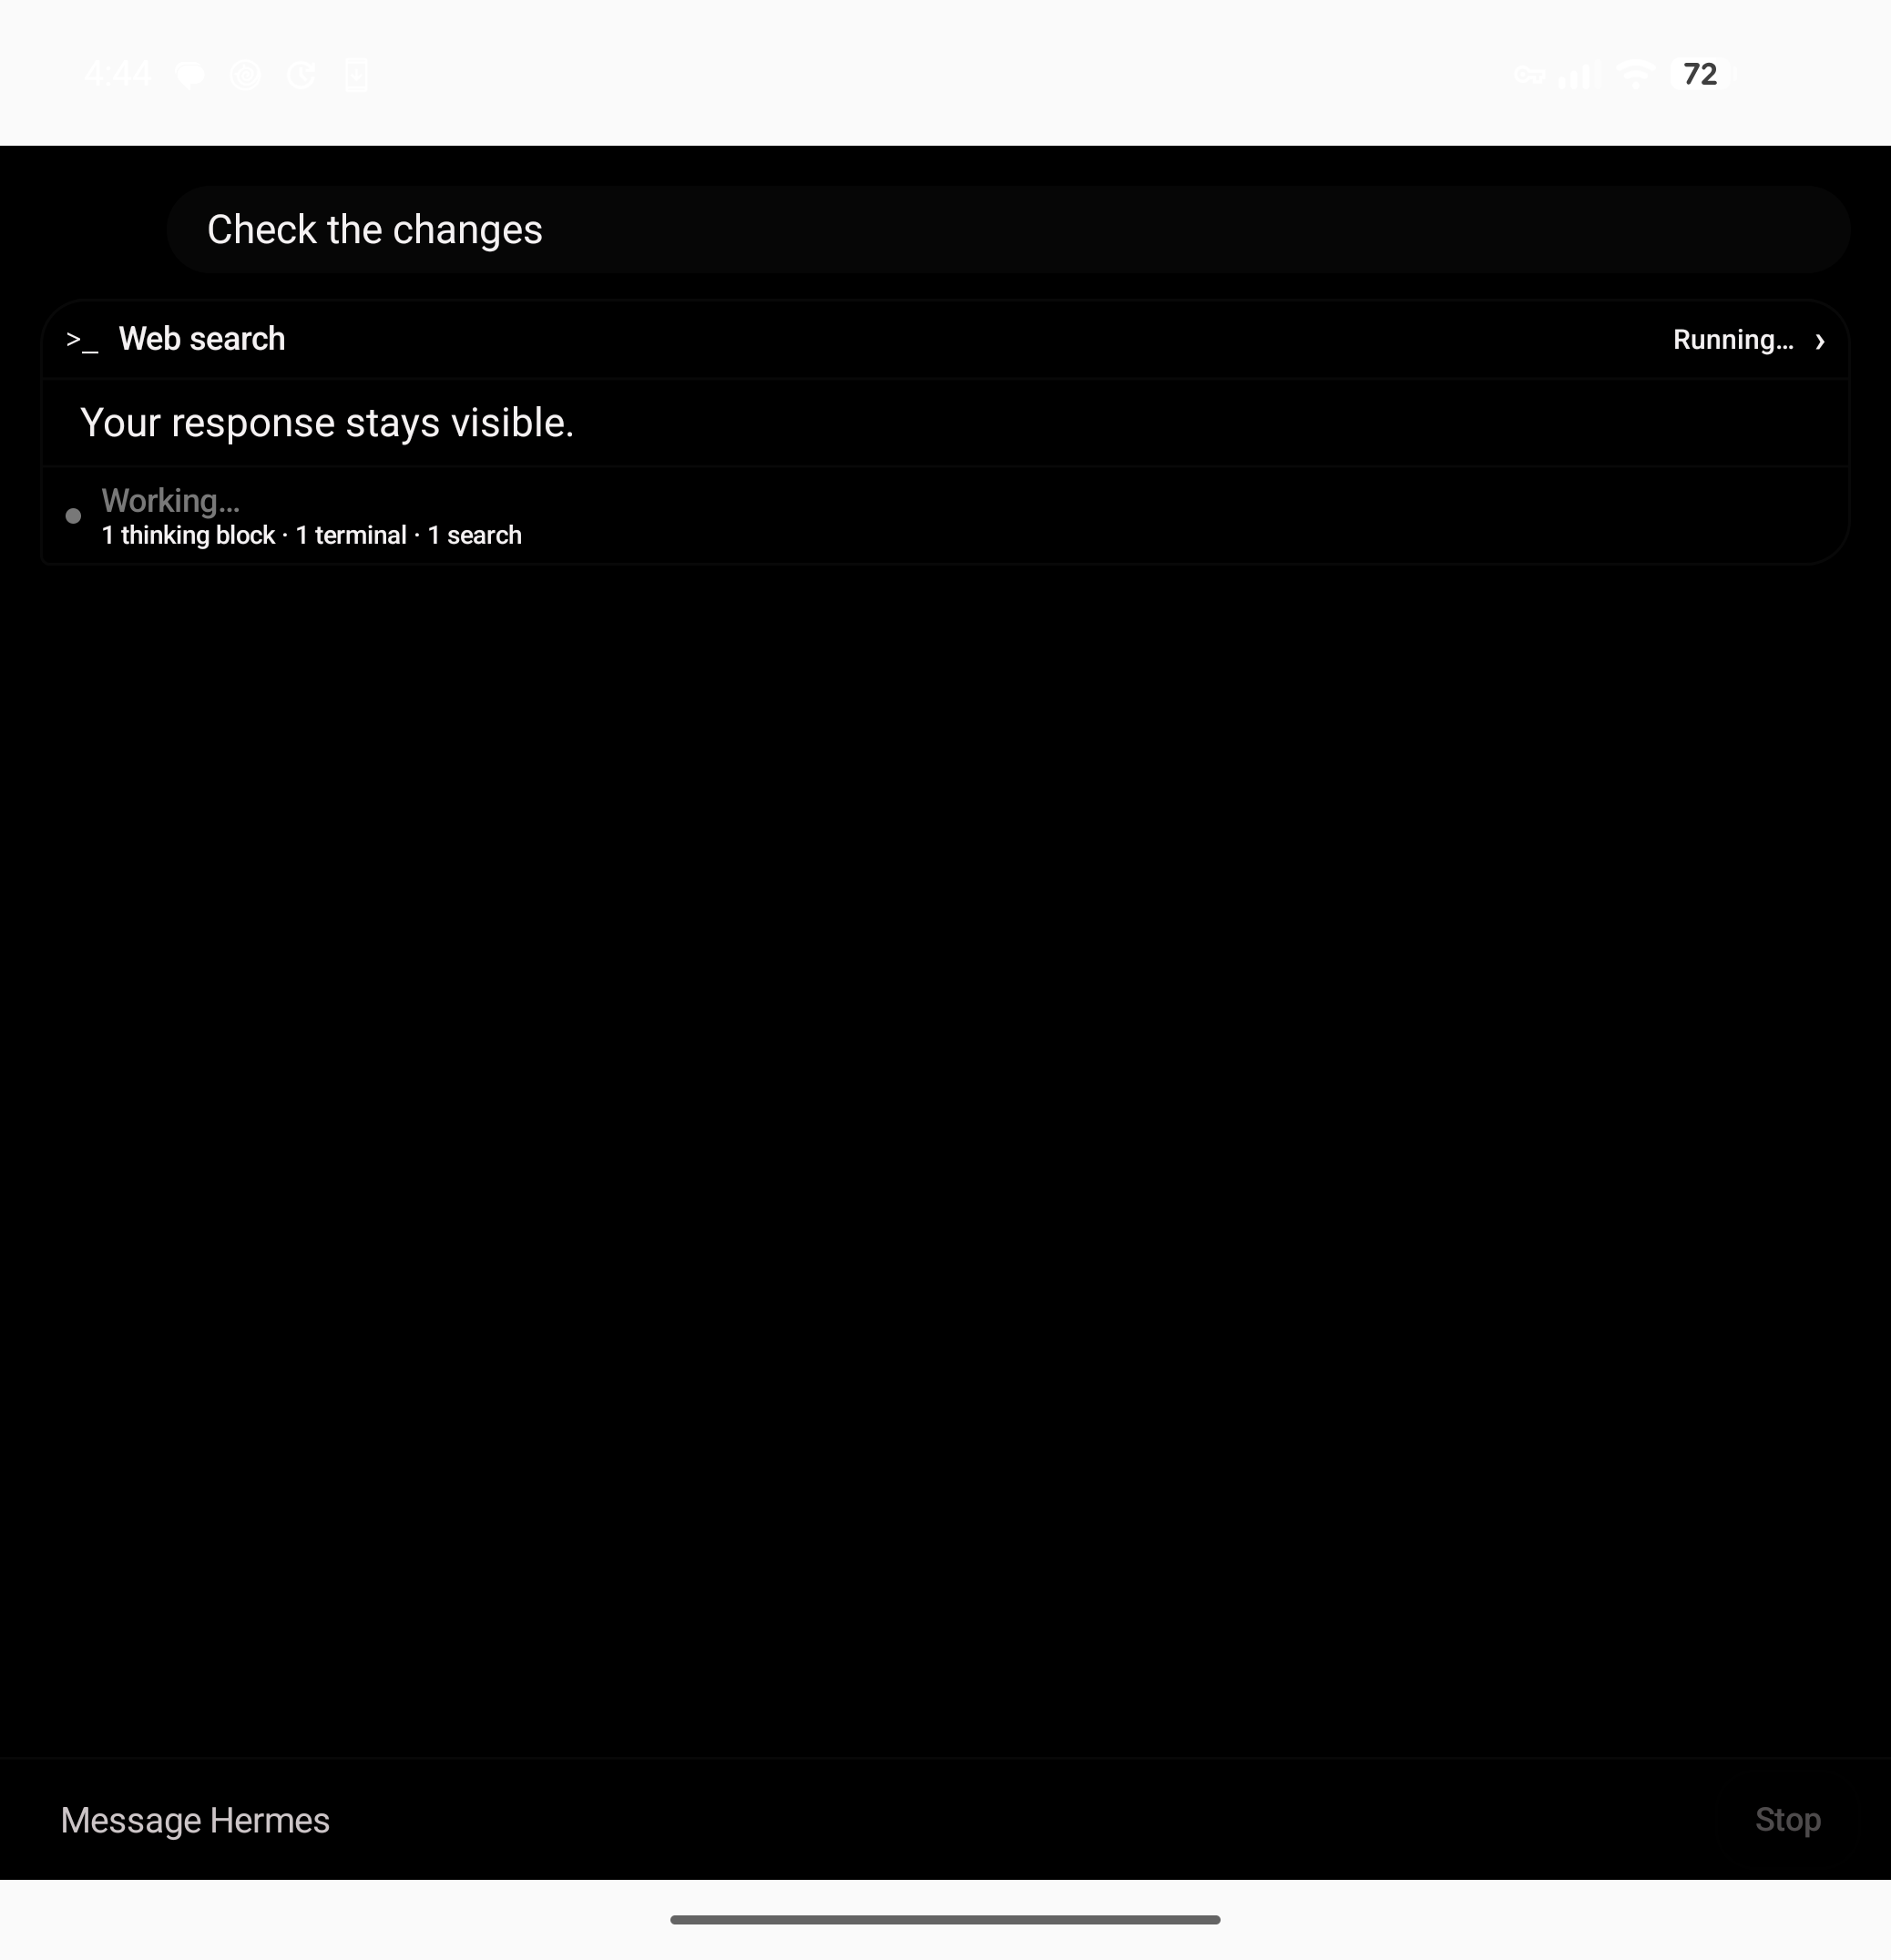 4:44
72
Check the changes
>_ Web search Running... ›
Your response stays visible.
Working...
1 thinking block · 1 terminal · 1 search
Message Hermes Stop